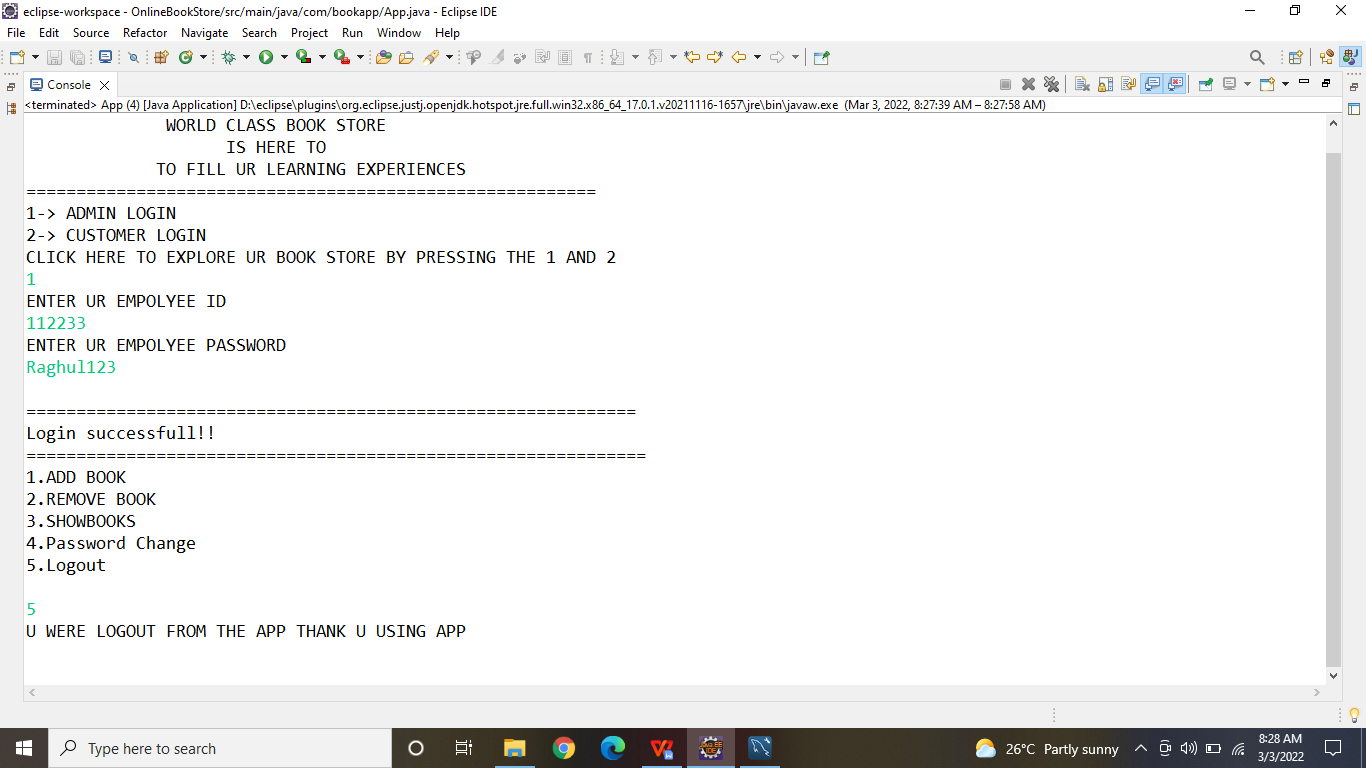 eclipse-workspace - OnlineBookStore/src/main/java/com/bookapp/App.java - Eclipse IDE
File Edit Source Refactor Navigate Search Project Run Window Help
Console
<terminated> App (4) [Java Application] D:\eclipse\plugins\org.eclipse.justj.openjdk.hotspot.jre.full.win32.x86_64_17.0.1.v20211116-1657\jre\bin\javaw.exe (Mar 3, 2022, 8:27:39 AM – 8:27:58 AM)
WORLD CLASS BOOK STORE
IS HERE TO
TO FILL UR LEARNING EXPERIENCES
=========================================================
1-> ADMIN LOGIN
2-> CUSTOMER LOGIN
CLICK HERE TO EXPLORE UR BOOK STORE BY PRESSING THE 1 AND 2
1
ENTER UR EMPOLYEE ID
112233
ENTER UR EMPOLYEE PASSWORD
Raghul123
=============================================================
Login successfull!!
==============================================================
1.ADD BOOK
2.REMOVE BOOK
3.SHOWBOOKS
4.Password Change
5.Logout
5
U WERE LOGOUT FROM THE APP THANK U USING APP
Type here to search
26°C Partly sunny
8:28 AM
3/3/2022